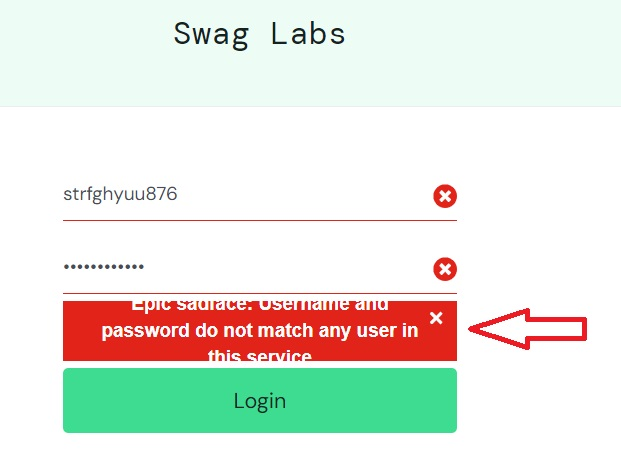 Swag Labs
strfghyuu876
••••••••••••
Epic sadface: Username and
password do not match any user in
this service
Login